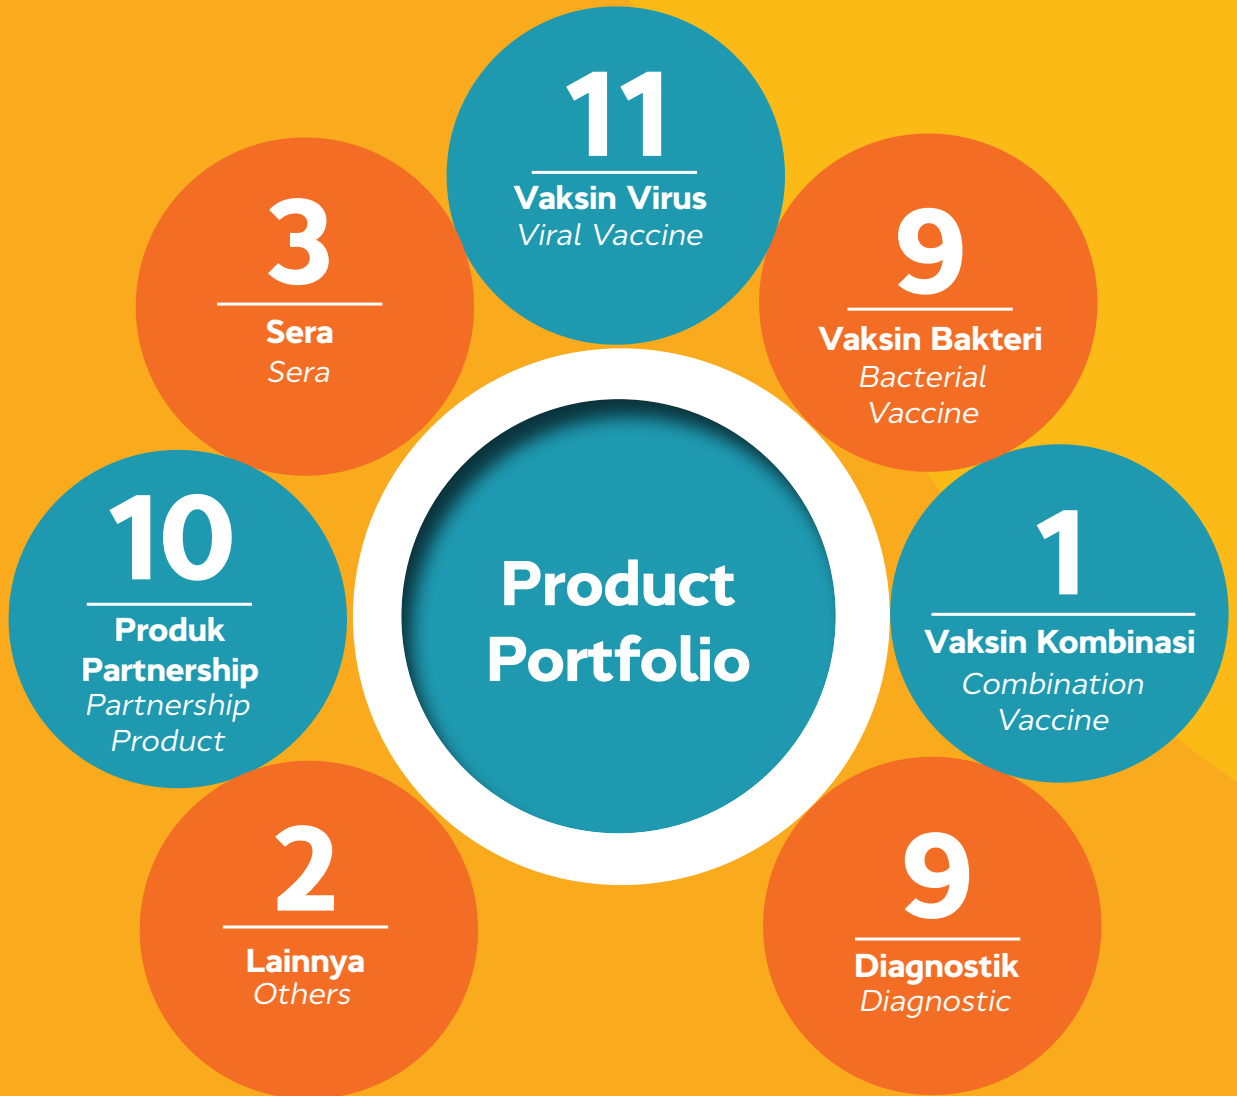 11
Vaksin Virus
Viral Vaccine
3
Sera
Sera
9
Vaksin Bakteri
Bacterial
Vaccine
10
Produk
Partnership
Partnership
Product
Product
Portfolio
1
Vaksin Kombinasi
Combination
Vaccine
2
Lainnya
Others
9
Diagnostik
Diagnostic